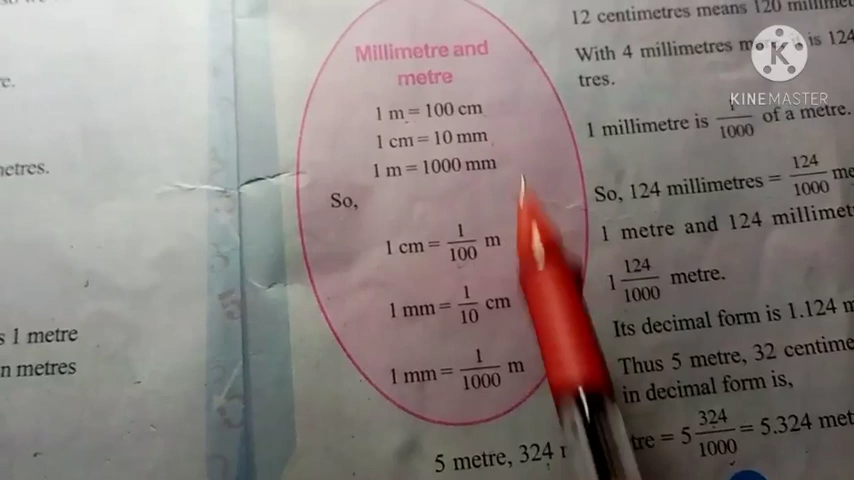 re.
metres.
s 1 metre
n metres
Millimetre and
metre
1 m = 100 cm
1 cm = 10 mm
1 m = 1000 mm
So,
1 cm = 1/100 m
1 mm = 1/10 cm
1 mm = 1/1000 m
5 metre, 324
12 centimetres means 120
With 4 millimetres is 124
tres.
1 millimetre is 1/1000 of a metre.
So, 124 millimetres = 124/1000
1 metre and 124
1 124/1000 metre.
Its decimal form is 1.124 m
Thus 5 metre, 32
in decimal form is,
tre = 5 324/1000 = 5.324
K
KINEMASTER